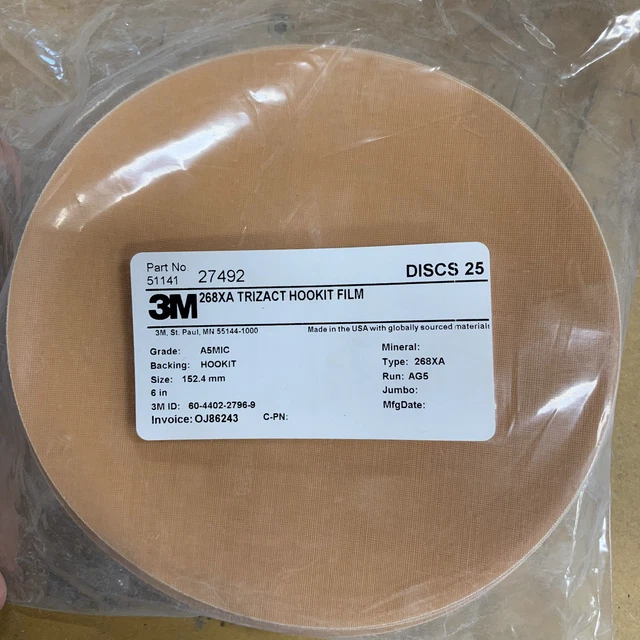 Part No.
51141 27492 DISCS 25
3M 268XA TRIZACT HOOKIT FILM
3M, St. Paul, MN 55144-1000 Made in the USA with globally sourced materials
Grade: A5MIC Mineral:
Backing: HOOKiT Type: 268XA
Size: 152.4 mm Run: AG5
6 in Jumbo:
3M ID: 60-4402-2796-9 MfgDate:
Invoice: OJ86243 C-PN: